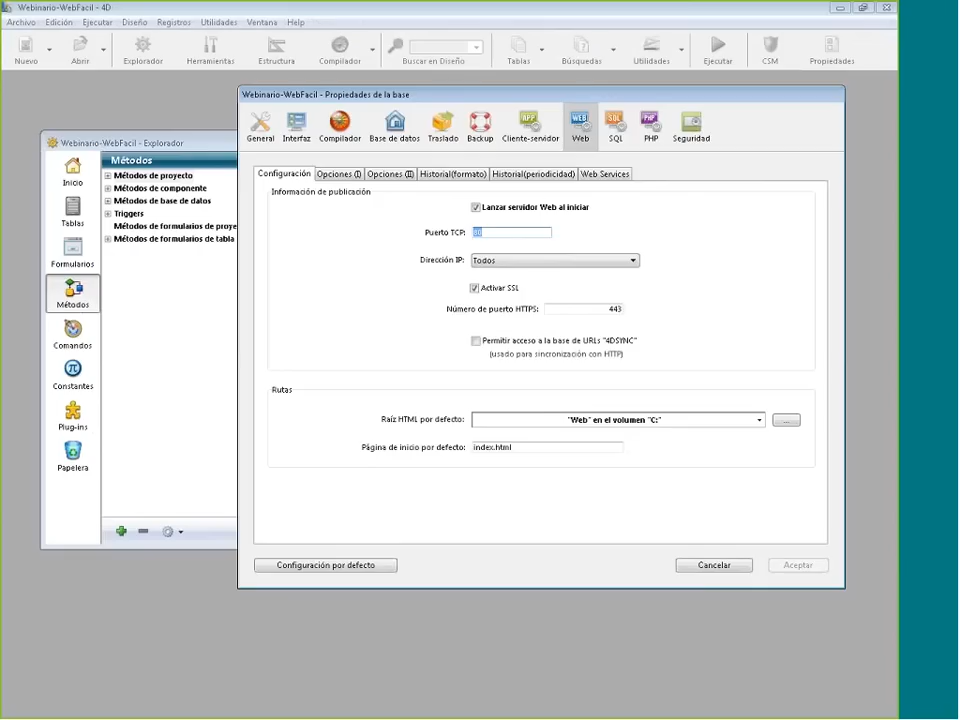 Webinario-WebFacil - 4D
Archivo Edición Ejecutar Diseño Registros Utilidades Ventana Help
Nuevo Abrir Explorador Herramientas Estructura Compilador Buscar en Diseño Tablas Búsquedas Utilidades Ejecutar CSM Propiedades
Webinario-WebFacil - Explorador
Inicio
Tablas
Formularios
Métodos
Comandos
Constantes
Plug-ins
Papelera
Métodos
Métodos de proyecto
Métodos de componente
Métodos de base de datos
Triggers
Métodos de formularios de proye
Métodos de formularios de tabla
Webinario-WebFacil - Propiedades de la base
General Interfaz Compilador Base de datos Traslado Backup Cliente-servidor Web SQL PHP Seguridad
Configuración Opciones (I) Opciones (II) Historial(formato) Historial(periodicidad) Web Services
Información de publicación
Lanzar servidor Web al iniciar
Puerto TCP: 80
Dirección IP: Todos
Activar SSL
Número de puerto HTTPS: 443
Permitir acceso a la base de URLs "4DSYNC"
(usado para sincronización con HTTP)
Rutas
Raíz HTML por defecto: "Web" en el volumen "C:" ...
Página de inicio por defecto: index.html
Configuración por defecto Cancelar Aceptar